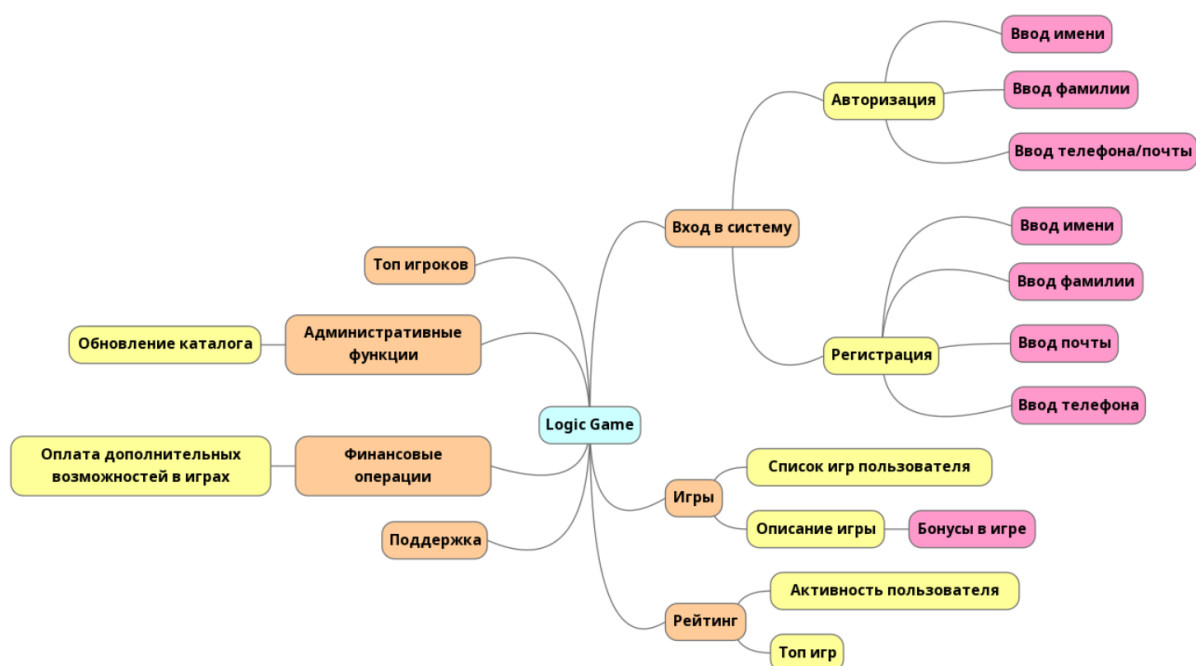 Ввод имени
Ввод фамилии
Авторизация
Ввод телефона/почты
Вход в систему
Ввод имени
Ввод фамилии
Ввод почты
Регистрация
Ввод телефона
Топ игроков
Административные
функции
Обновление каталога
Logic Game
Оплата дополнительных
возможностей в играх
Финансовые
операции
Поддержка
Игры
Список игр пользователя
Описание игры
Бонусы в игре
Рейтинг
Активность пользователя
Топ игр